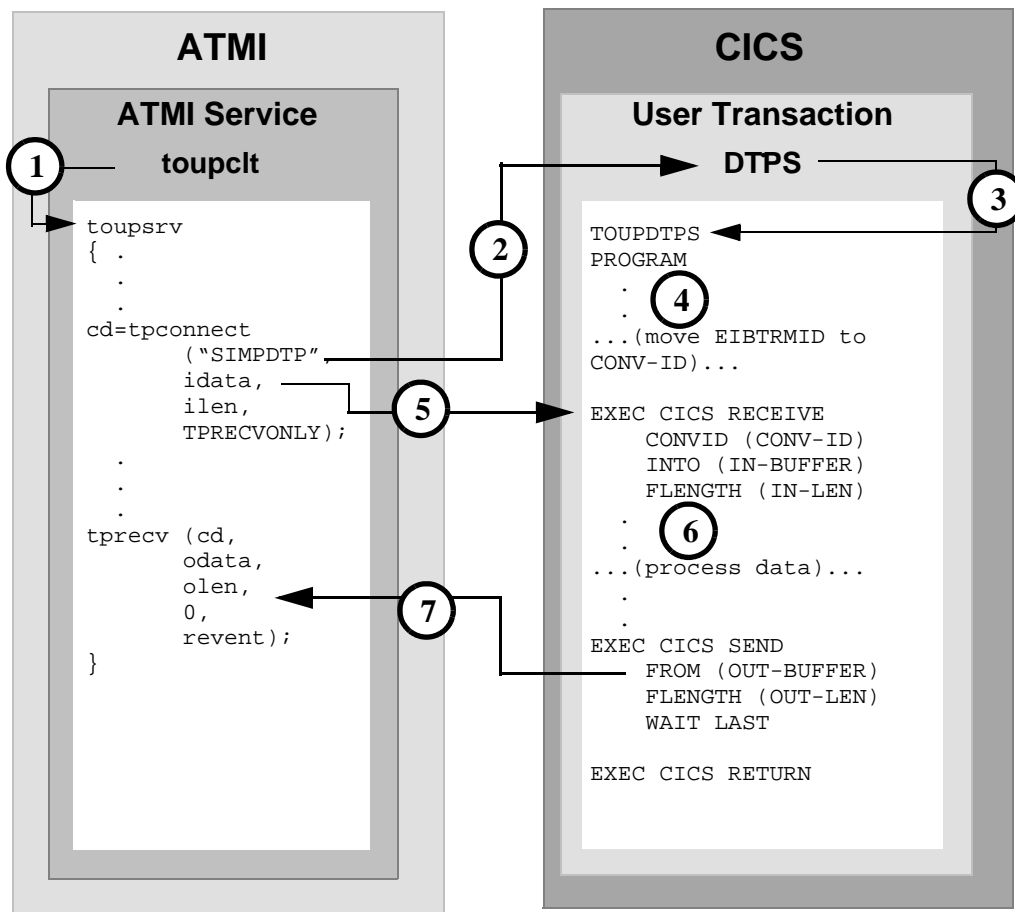 ATMI
ATMI Service
toupclt
1
toupsrv
{ .
.
.
cd=tpconnect
("SIMPDTP",
idata,
ilen,
TPRECVONLY);
.
.
.
tprecv (cd,
odata,
olen,
0,
revent);
}
2
5
7
CICS
User Transaction
DTPS
3
TOUPDTPS
PROGRAM
.
.
4
...(move EIBTRMID to
CONV-ID)...
EXEC CICS RECEIVE
CONVID (CONV-ID)
INTO (IN-BUFFER)
FLENGTH (IN-LEN)
.
.
6
...(process data)...
.
.
EXEC CICS SEND
FROM (OUT-BUFFER)
FLENGTH (OUT-LEN)
WAIT LAST
EXEC CICS RETURN